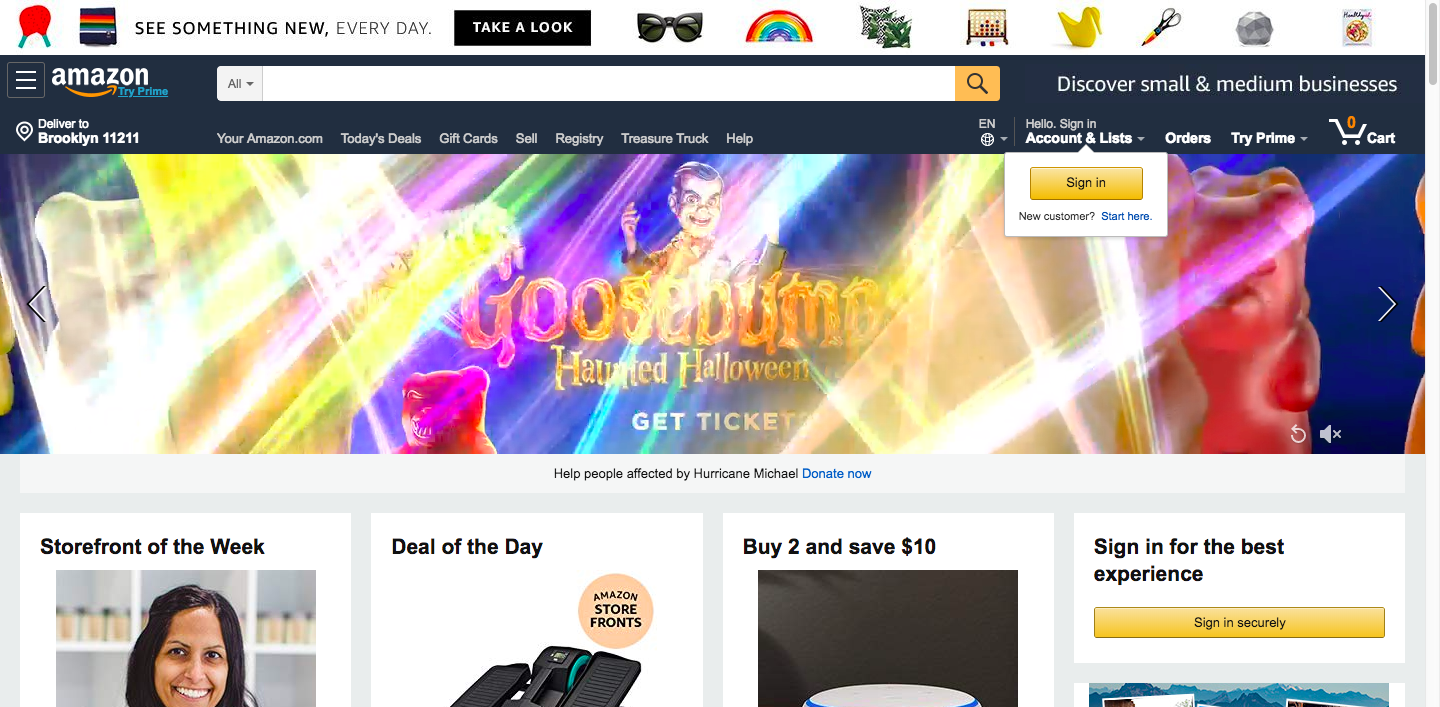 SEE SOMETHING NEW, EVERY DAY.
TAKE A LOOK
Healthyish
amazon
Try Prime
All
Discover small & medium businesses
Deliver to
Brooklyn 11211
Your Amazon.com
Today's Deals
Gift Cards
Sell
Registry
Treasure Truck
Help
EN
Hello. Sign in
Account & Lists
Orders
Try Prime
0
Cart
Sign in
New customer? Start here.
Goosebumps
Haunted Halloween
GET TICKETS
Help people affected by Hurricane Michael Donate now
Storefront of the Week
Deal of the Day
AMAZON
STORE
FRONTS
Buy 2 and save $10
Sign in for the best
experience
Sign in securely